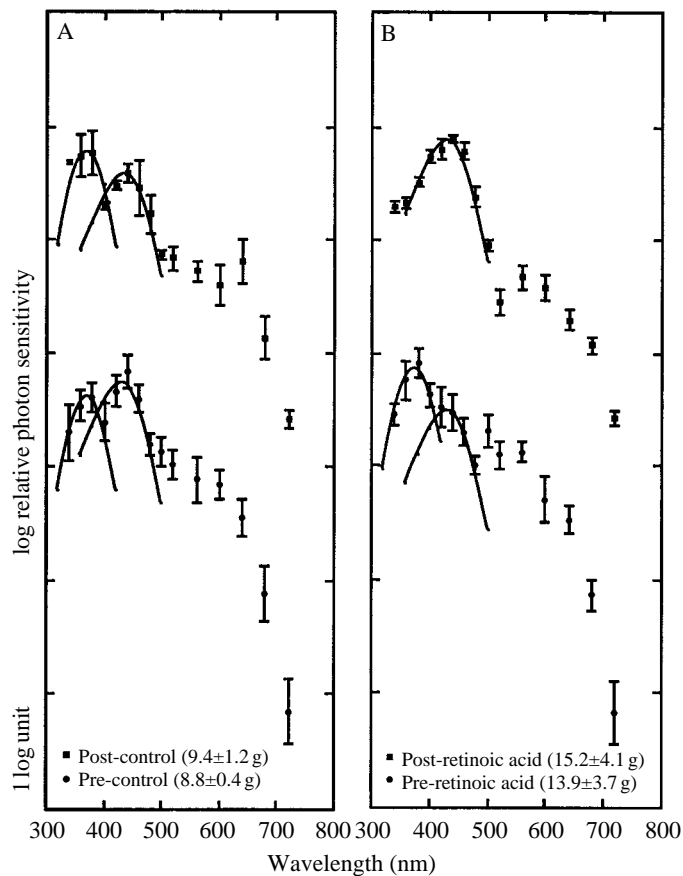 A
B
log relative photon sensitivity
1 log unit
Post-control (9.4±1.2 g)
Pre-control (8.8±0.4 g)
Post-retinoic acid (15.2±4.1 g)
Pre-retinoic acid (13.9±3.7 g)
300 400 500 600 700 800
300 400 500 600 700 800
Wavelength (nm)